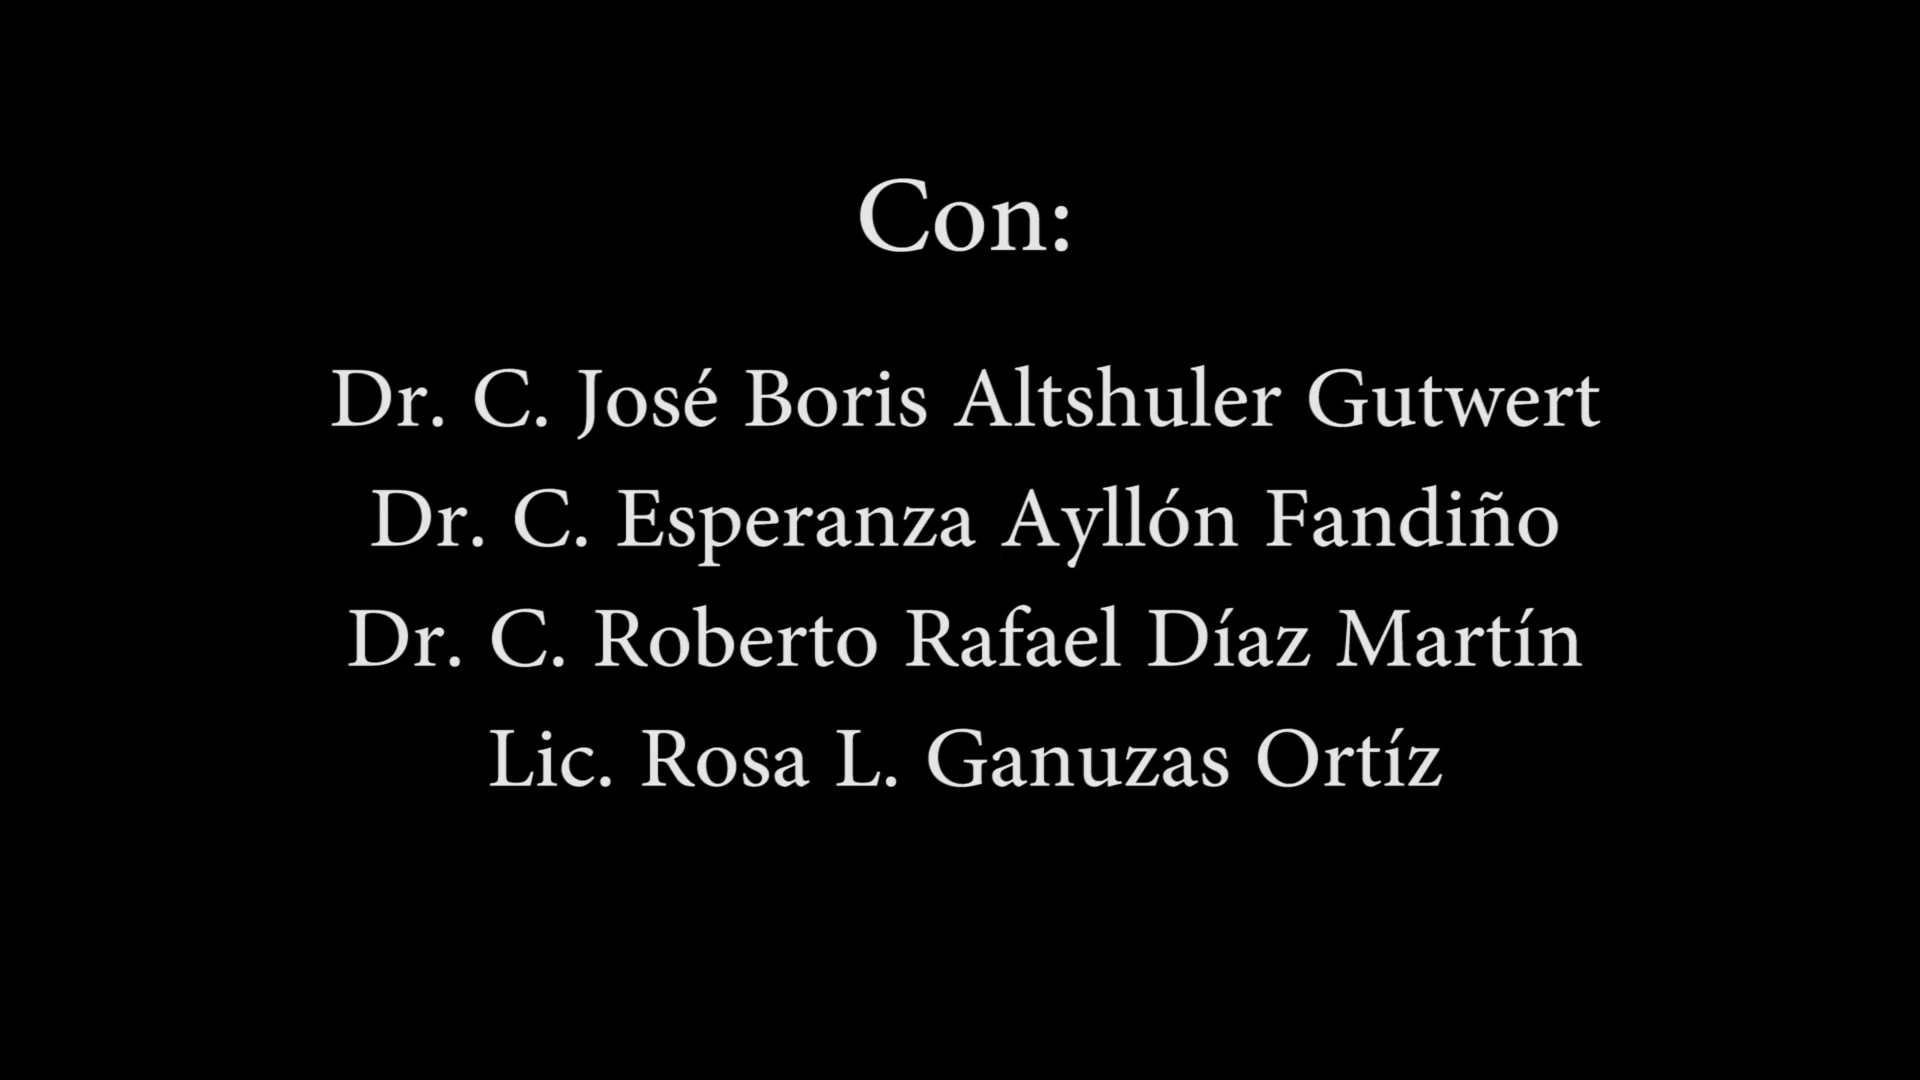 Con:
Dr. C. José Boris Altshuler Gutwert
Dr. C. Esperanza Ayllón Fandiño
Dr. C. Roberto Rafael Díaz Martín
Lic. Rosa L. Ganuzas Ortíz